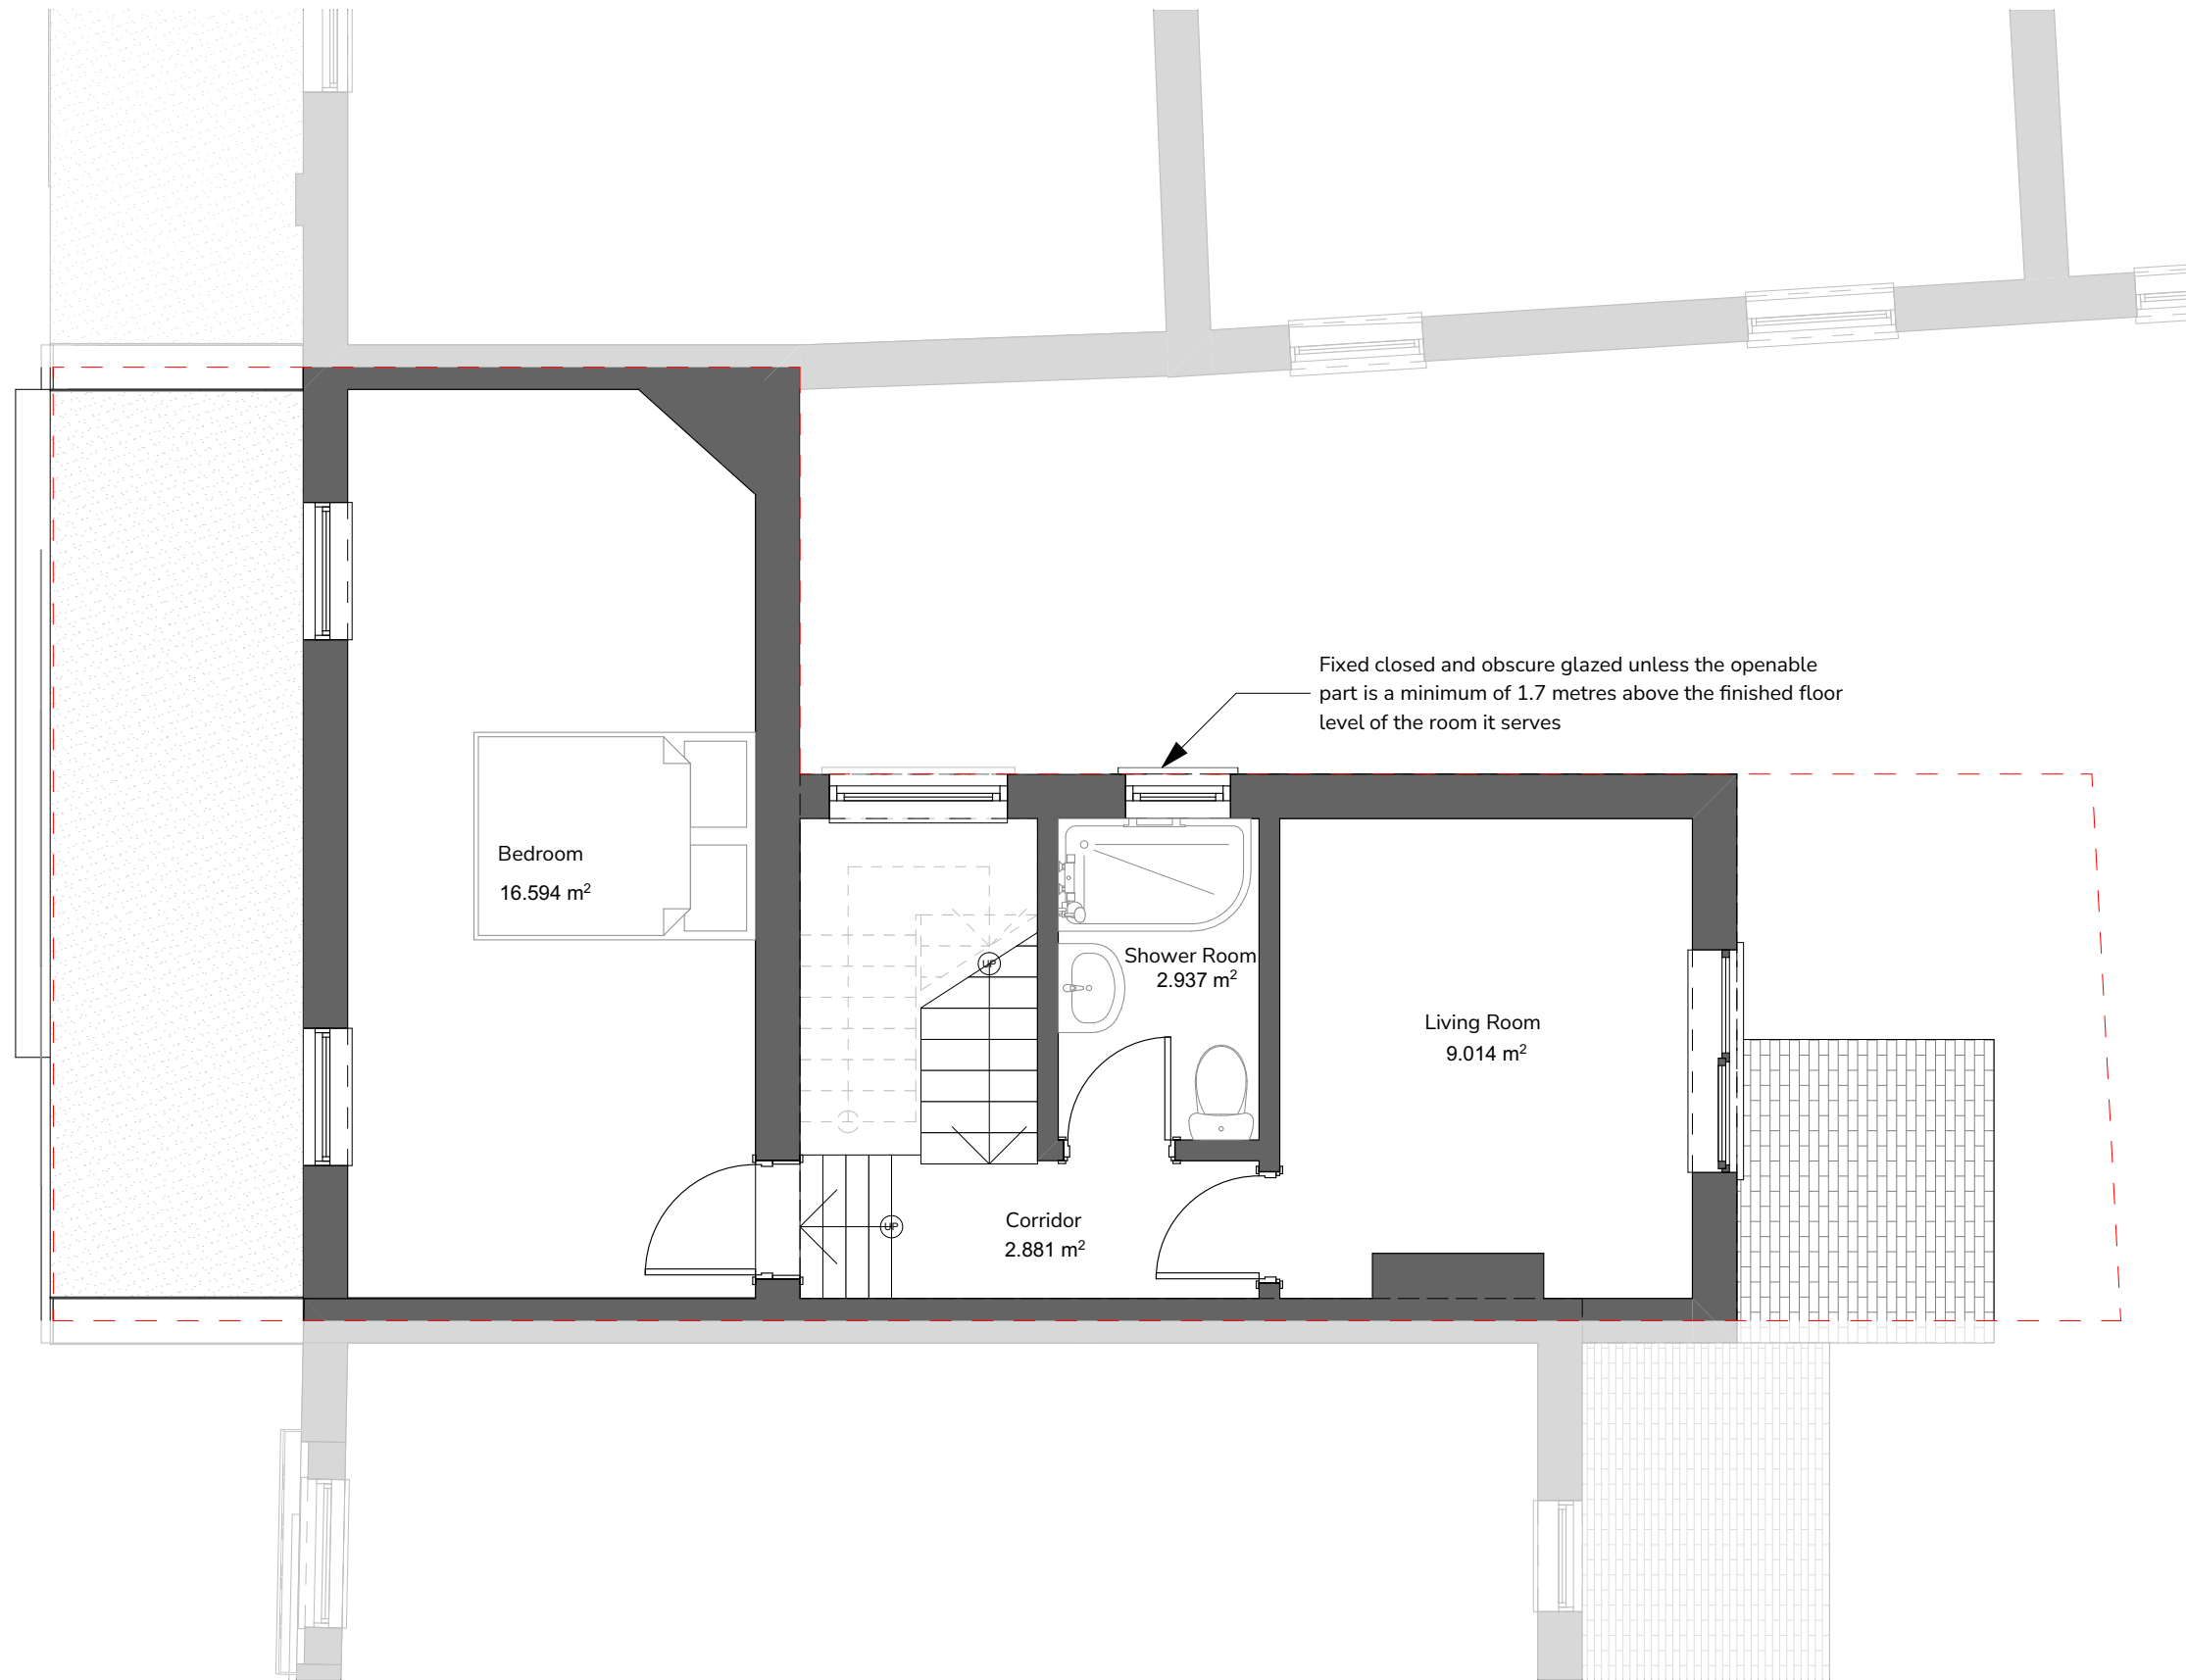 Fixed closed and obscure glazed unless the openable
part is a minimum of 1.7 metres above the finished floor
level of the room it serves
Bedroom
16.594 m²
UP
Shower Room
2.937 m²
Living Room
9.014 m²
UP
Corridor
2.881 m²